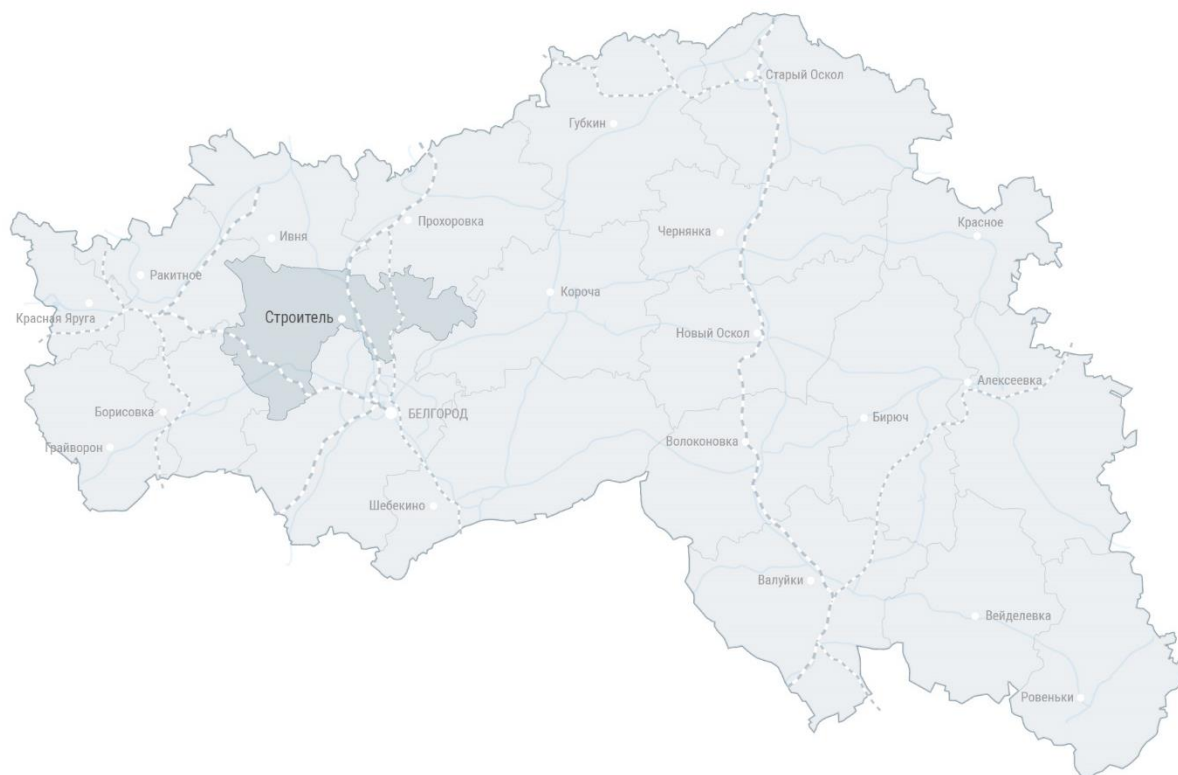 Старый Оскол
Губкин
Прохоровка
Красное
Чернянка
Ивня
Ракитное
Короча
Красная Яруга
Строитель
Новый Оскол
Алексеевка
Борисовка
БЕЛГОРОД
Бирюч
Волоконовка
Грайворон
Шебекино
Валуйки
Вейделевка
Ровеньки